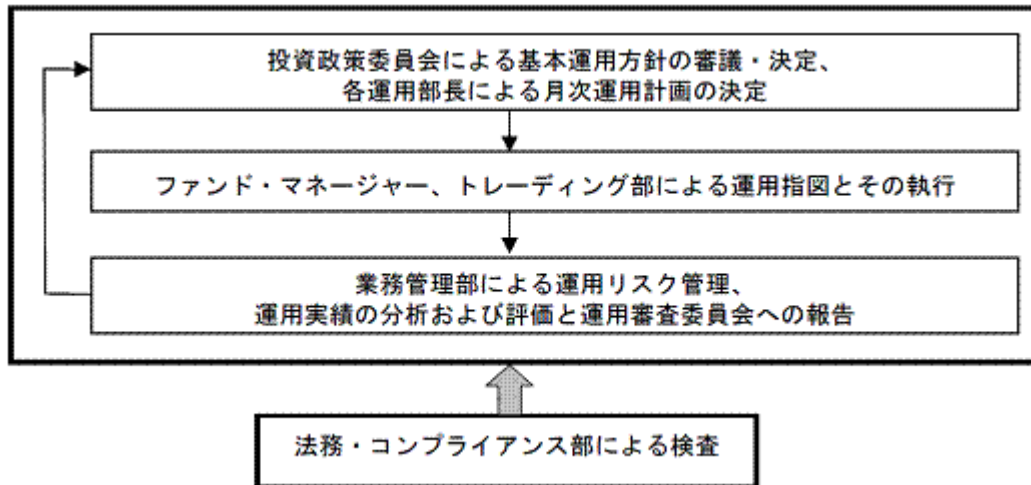 投資政策委員会による基本運用方針の審議・決定、
各運用部長による月次運用計画の決定
ファンド・マネージャー、トレーディング部による運用指図とその執行
業務管理部による運用リスク管理、
運用実績の分析および評価と運用審査委員会への報告
法務・コンプライアンス部による検査